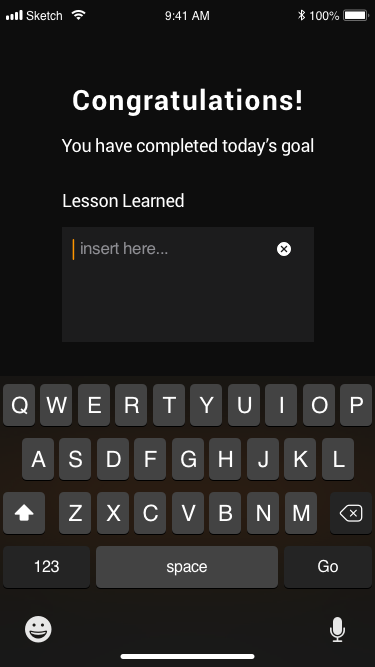 Sketch 9:41 AM 100%
Congratulations!
You have completed today's goal
Lesson Learned
insert here...
Q W E R T Y U I O P
A S D F G H J K L
Z X C V B N M
123 space Go